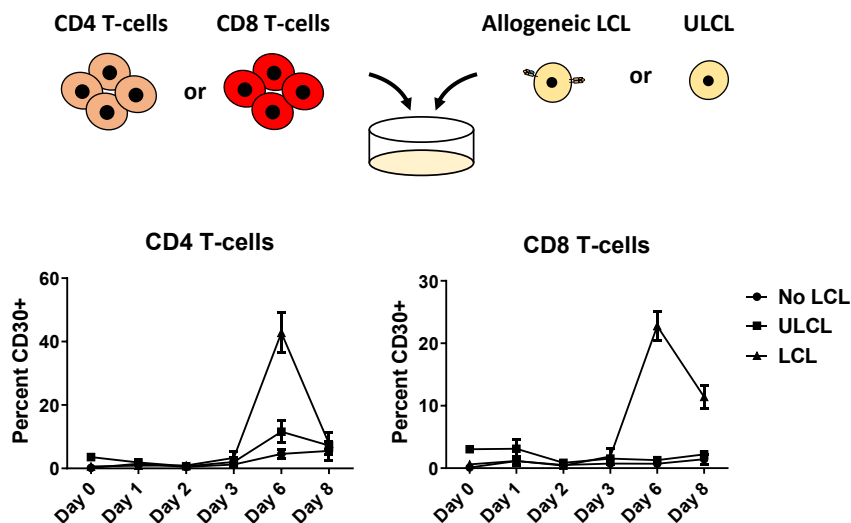 CD4 T-cells
CD8 T-cells
Allogeneic LCL
ULCL
or
or
CD4 T-cells
Percent CD30+
60
40
20
0
Day 0
Day 1
Day 2
Day 3
Day 6
Day 8
CD8 T-cells
Percent CD30+
30
20
10
0
Day 0
Day 1
Day 2
Day 3
Day 6
Day 8
No LCL
ULCL
LCL